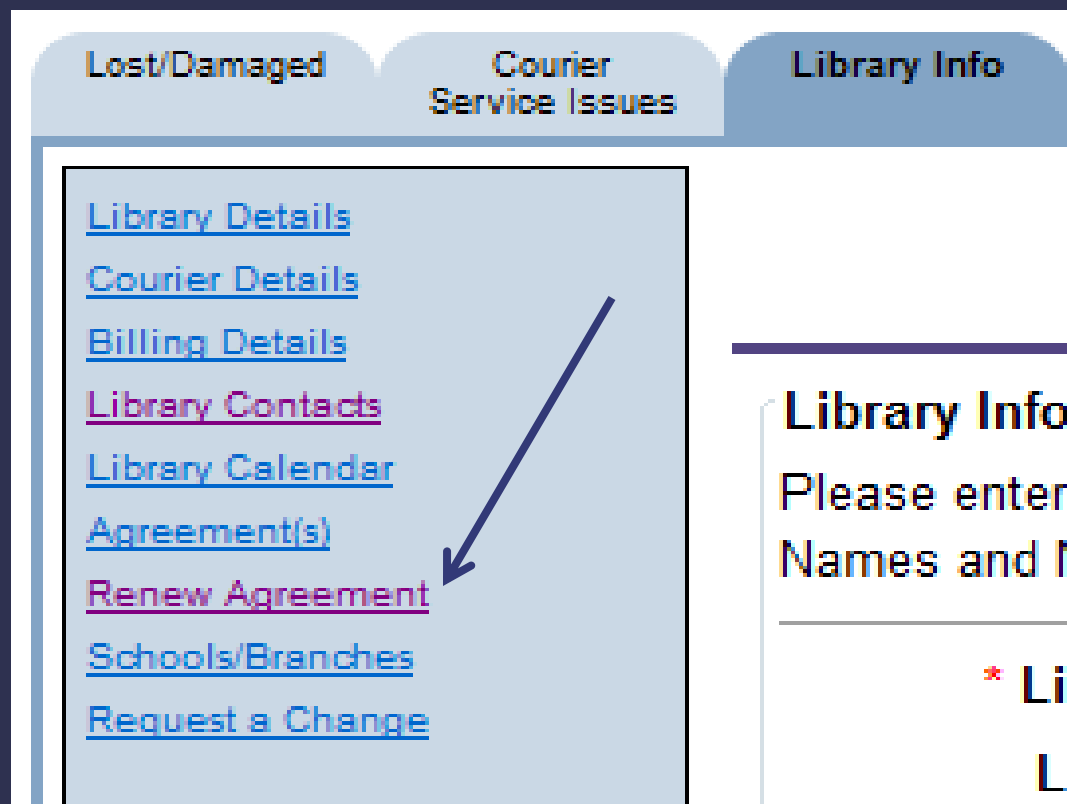 Lost/Damaged
Courier
Service Issues
Library Info
Library Details
Courier Details
Billing Details
Library Contacts
Library Calendar
Agreement(s)
Renew Agreement
Schools/Branches
Request a Change
Library Info
Please enter
Names and